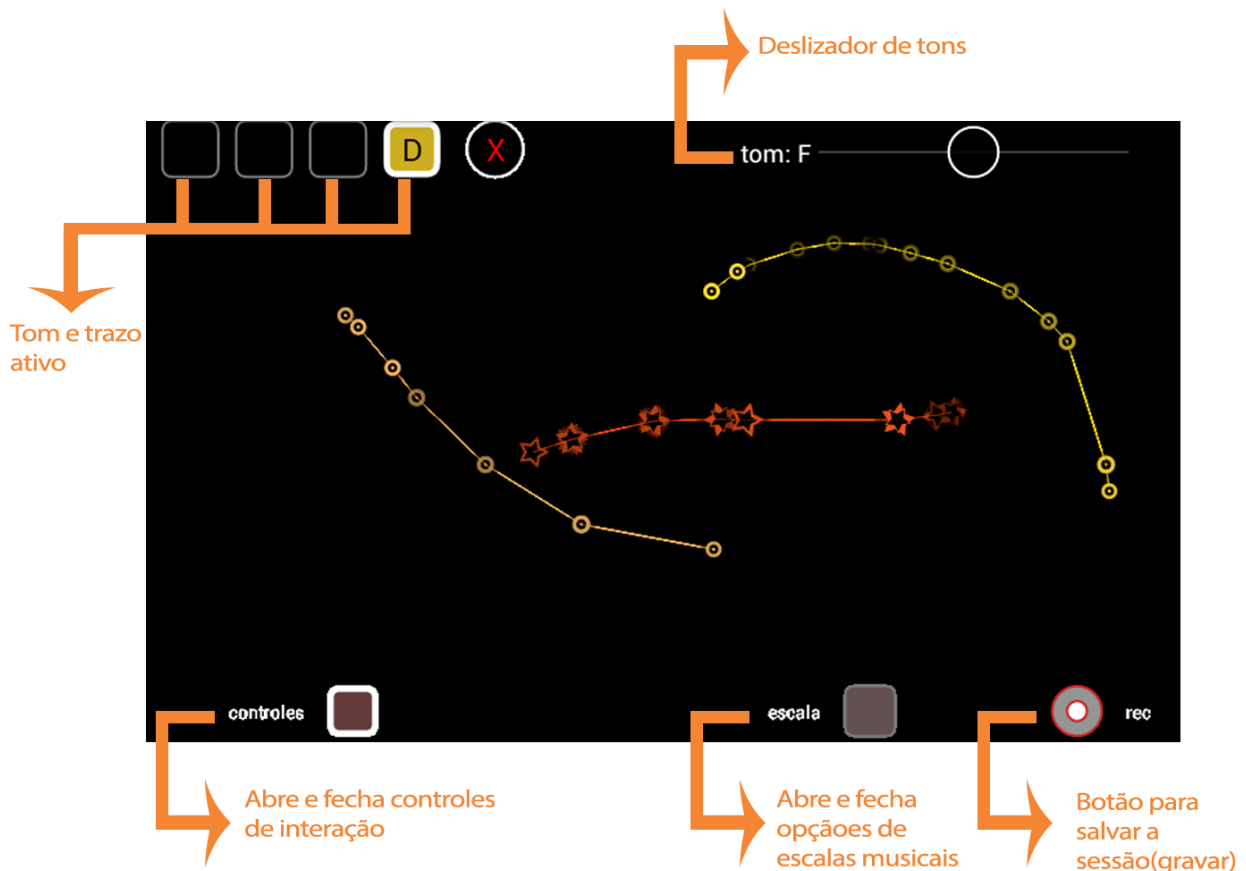 Deslizador de tons
D
X
tom: F
Tom e trazo
ativo
controles
escala
rec
Abre e fecha controles
de interação
Abre e fecha
opçãoes de
escalas musicais
Botão para
salvar a
sessão(gravar)